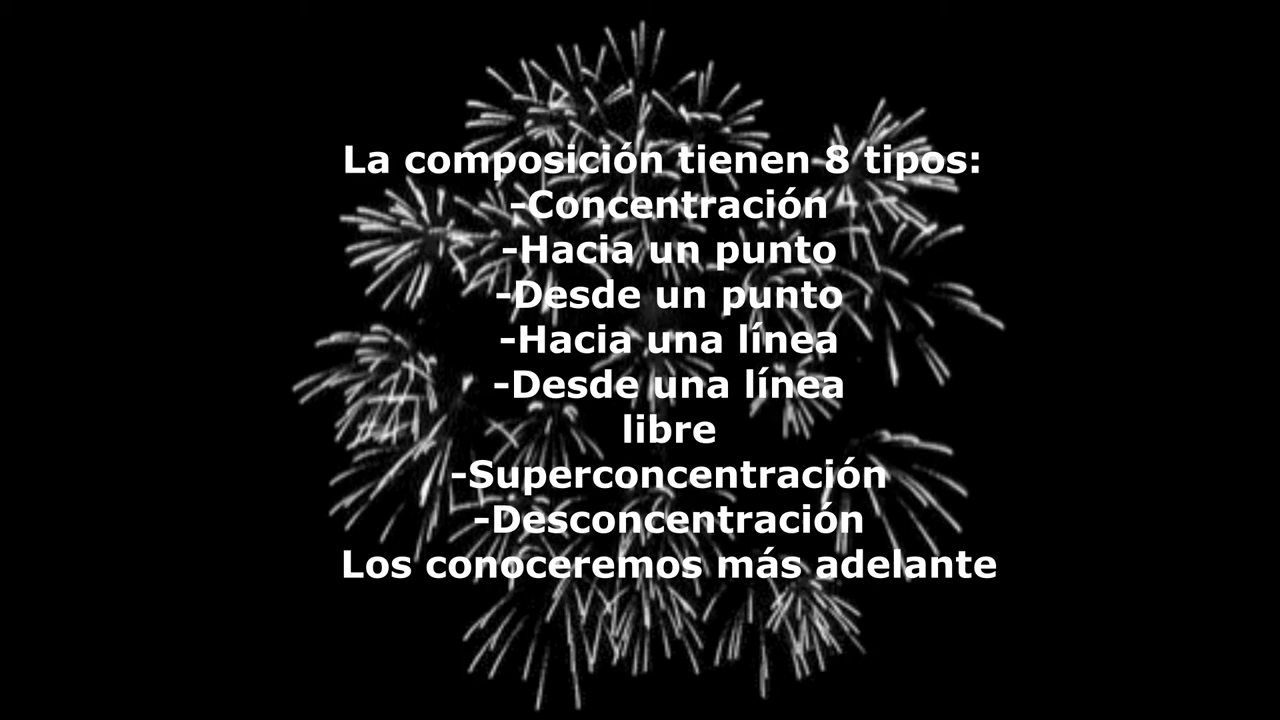 La composición tienen 8 tipos:
-Concentración
-Hacia un punto
-Desde un punto
-Hacia una línea
-Desde una línea
libre
-Superconcentración
-Desconcentración
Los conoceremos más adelante